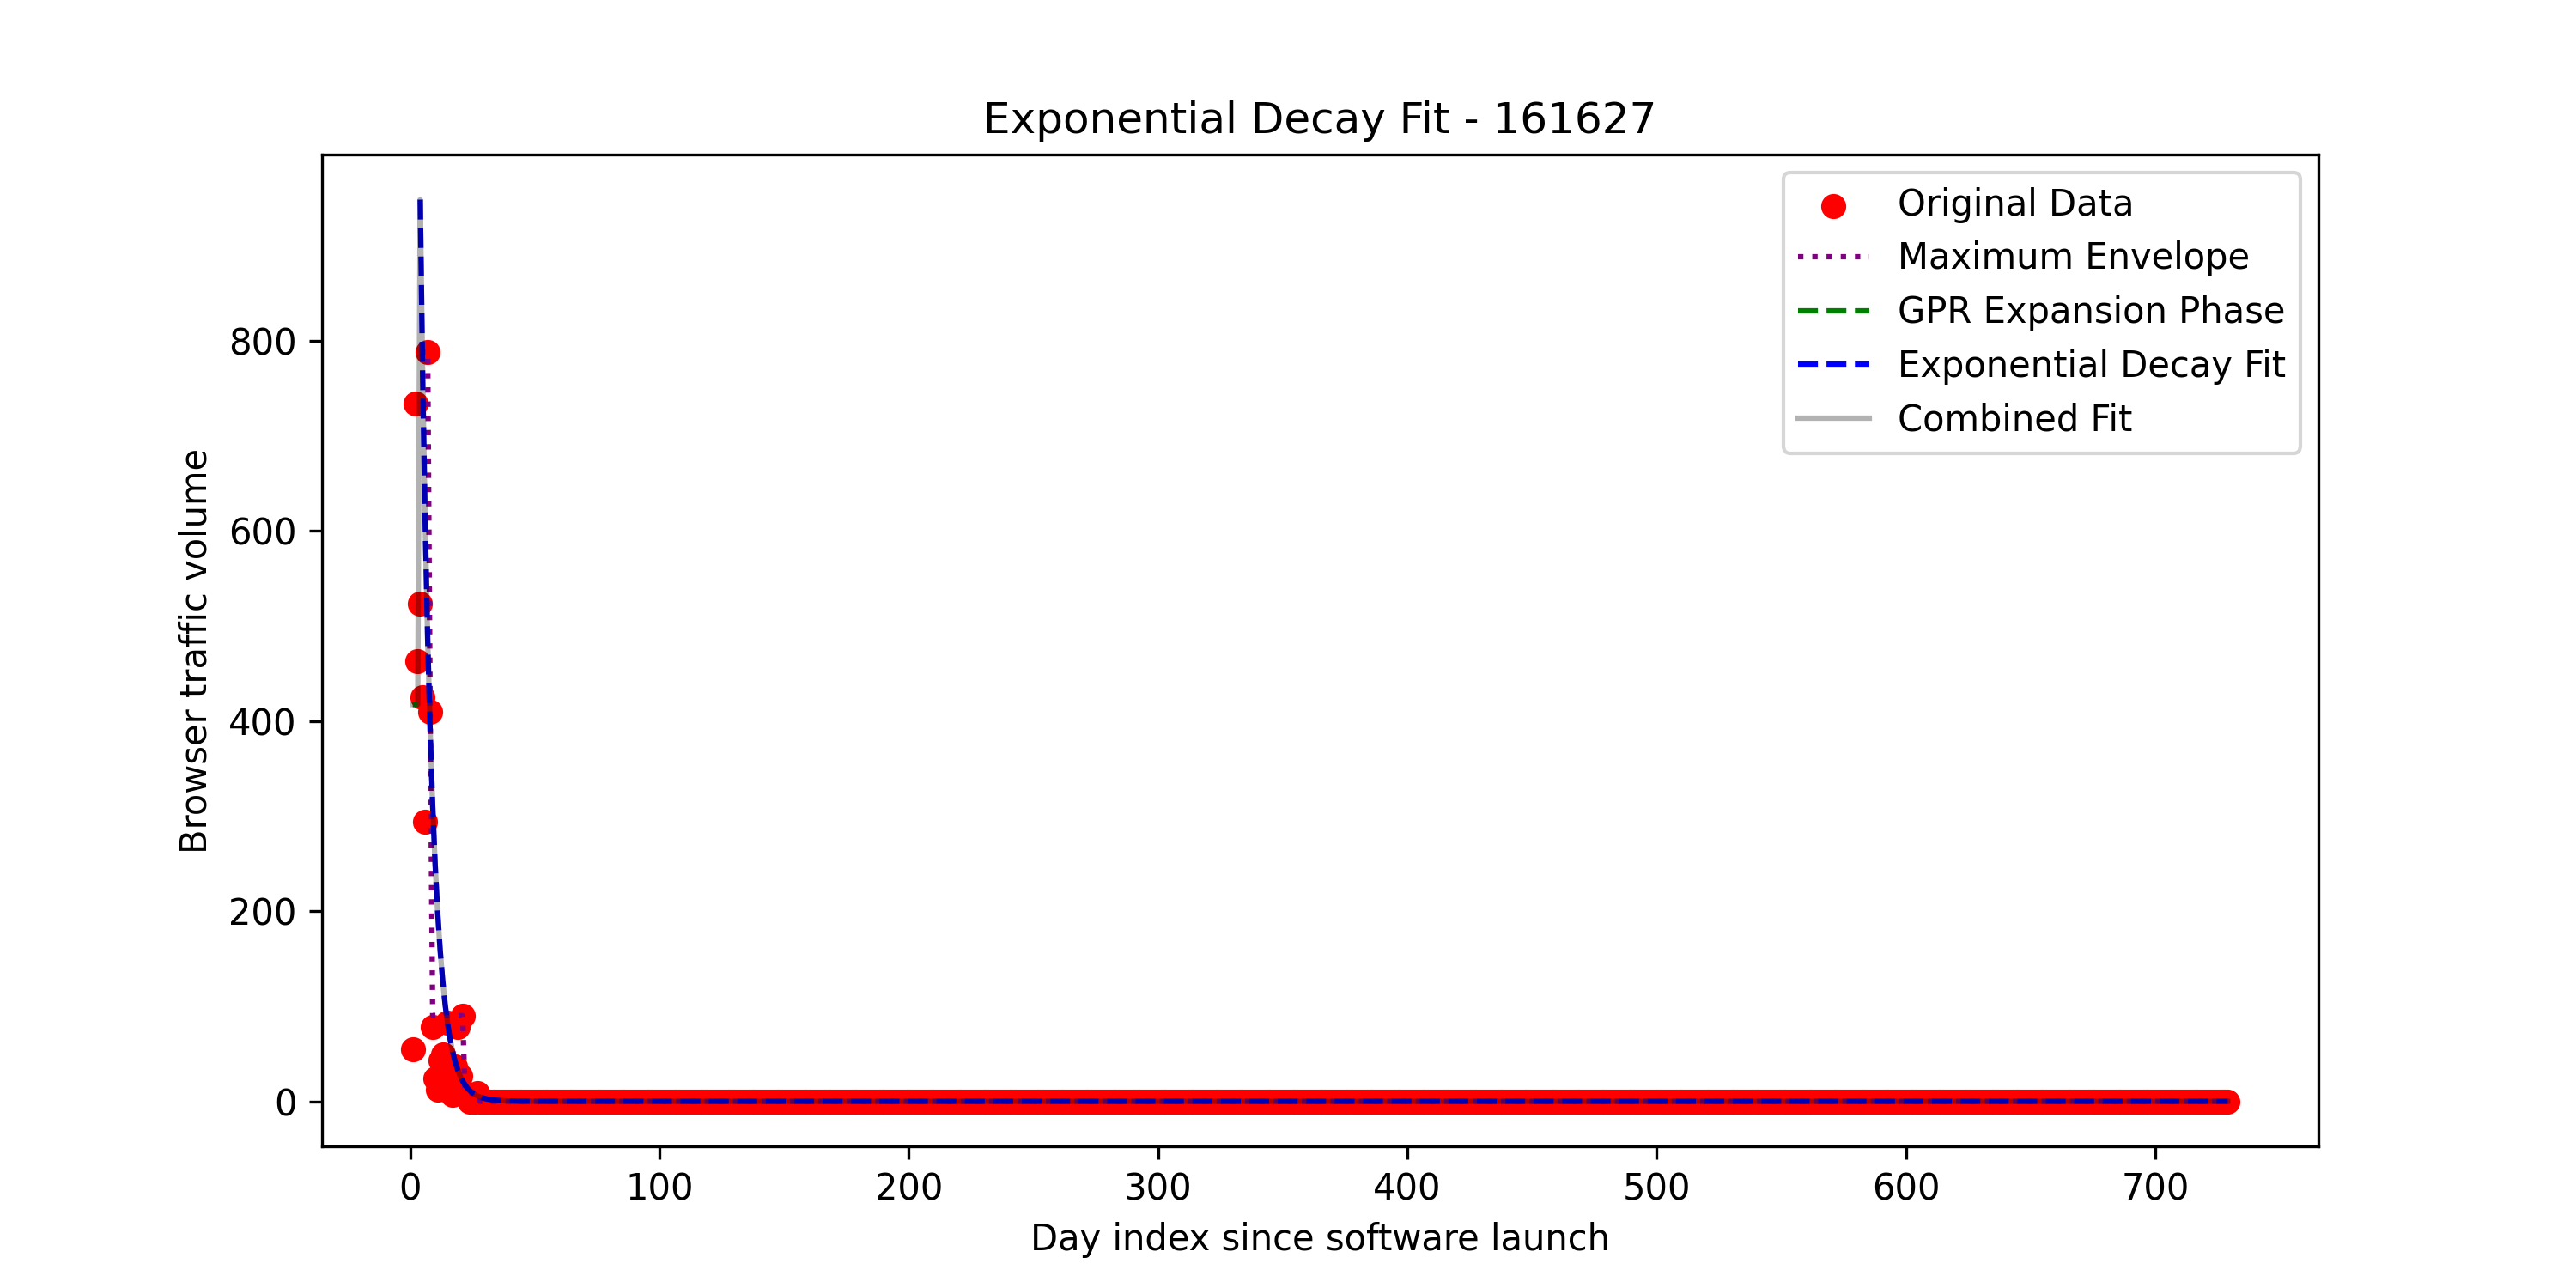 Exponential Decay Fit - 161627
Original Data
Maximum Envelope
GPR Expansion Phase
Exponential Decay Fit
Combined Fit
Browser traffic volume
800
600
400
200
0
0 100 200 300 400 500 600 700
Day index since software launch